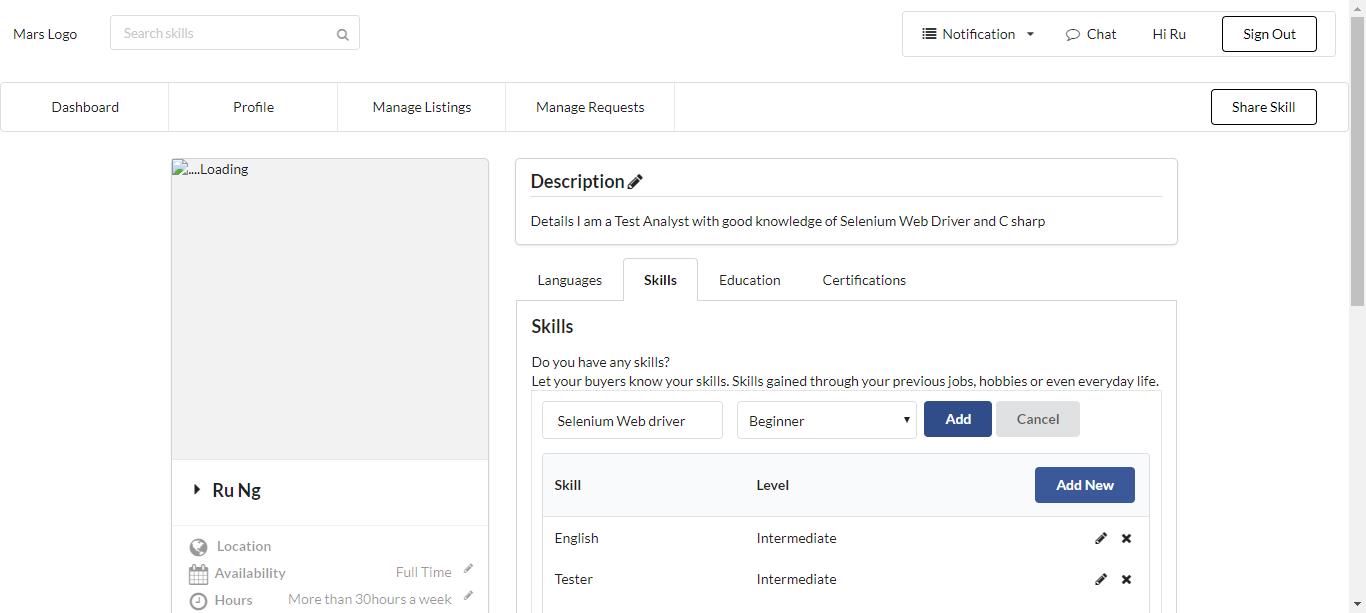 Mars Logo
Search skills
Notification
Chat
Hi Ru
Sign Out
Dashboard
Profile
Manage Listings
Manage Requests
Share Skill
....Loading
Description
Details I am a Test Analyst with good knowledge of Selenium Web Driver and C sharp
Languages
Skills
Education
Certifications
Skills
Do you have any skills?
Let your buyers know your skills. Skills gained through your previous jobs, hobbies or even everyday life.
Selenium Web driver
Beginner
Add
Cancel
Skill
Level
Add New
English
Intermediate
Tester
Intermediate
Ru Ng
Location
Availability
Full Time
Hours
More than 30hours a week